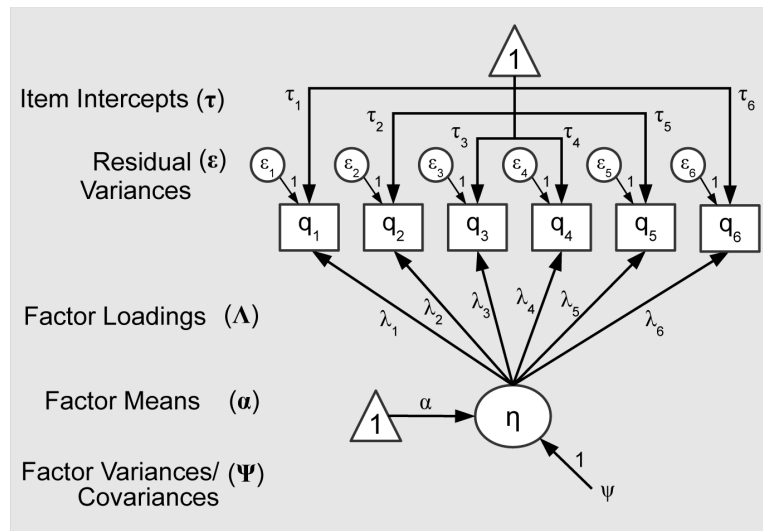 1
Item Intercepts (τ)
τ1 τ2 τ3 τ4 τ5 τ6
Residual (ε)
Variances
ε1 ε2 ε3 ε4 ε5 ε6
1 1 1 1 1 1
q1 q2 q3 q4 q5 q6
Factor Loadings (Λ)
λ1 λ2 λ3 λ4 λ5 λ6
Factor Means (α)
1 α η
Factor Variances/ (Ψ)
Covariances
1
ψ